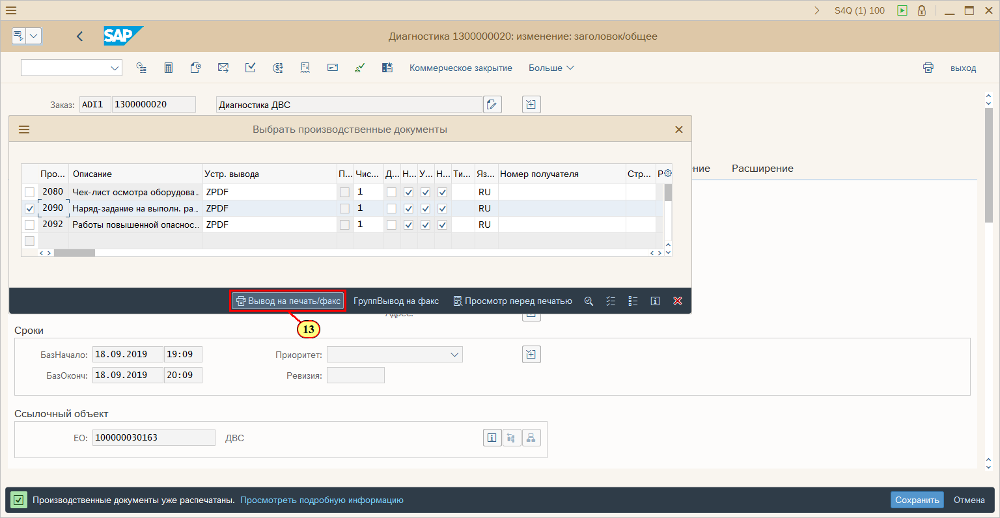 S4Q (1) 100
SAP
Диагностика 1300000020: изменение: заголовок/общее
Коммерческое закрытие Больше выход
Заказ: ADI1 1300000020 Диагностика ДВС
Выбрать производственные документы
ние Расширение
Про... Описание Устр. вывода П... Чис... Д... Н... У... Н... Ти... Яз... Номер получателя Стр... Р
2080 Чек-лист осмотра оборудова... ZPDF 1 RU
2090 Наряд-задание на выполн. ра... ZPDF 1 RU
2092 Работы повышенной опаснос... ZPDF 1 RU
Вывод на печать/факс ГруппВывод на факс Просмотр перед печатью
Адрес:
13
Сроки
БазНачало: 18.09.2019 19:09 Приоритет:
БазОконч: 18.09.2019 20:09 Ревизия:
Ссылочный объект
ЕО: 100000030163 ДВС
Производственные документы уже распечатаны. Просмотреть подробную информацию Сохранить Отмена